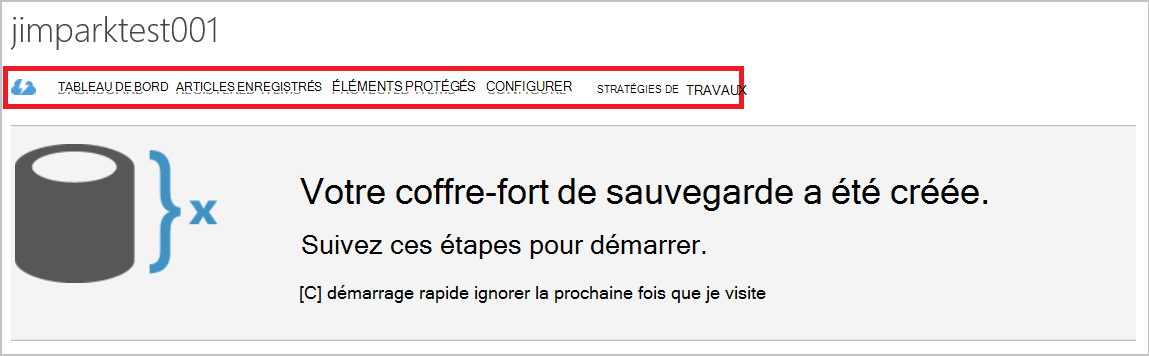 jimparktest001
TABLEAU DE BORD ARTICLES ENREGISTRÉS ÉLÉMENTS PROTÉGÉS CONFIGURER STRATÉGIES DE TRAVAUX
Votre coffre-fort de sauvegarde a été créée.
Suivez ces étapes pour démarrer.
[C] démarrage rapide ignorer la prochaine fois que je visite